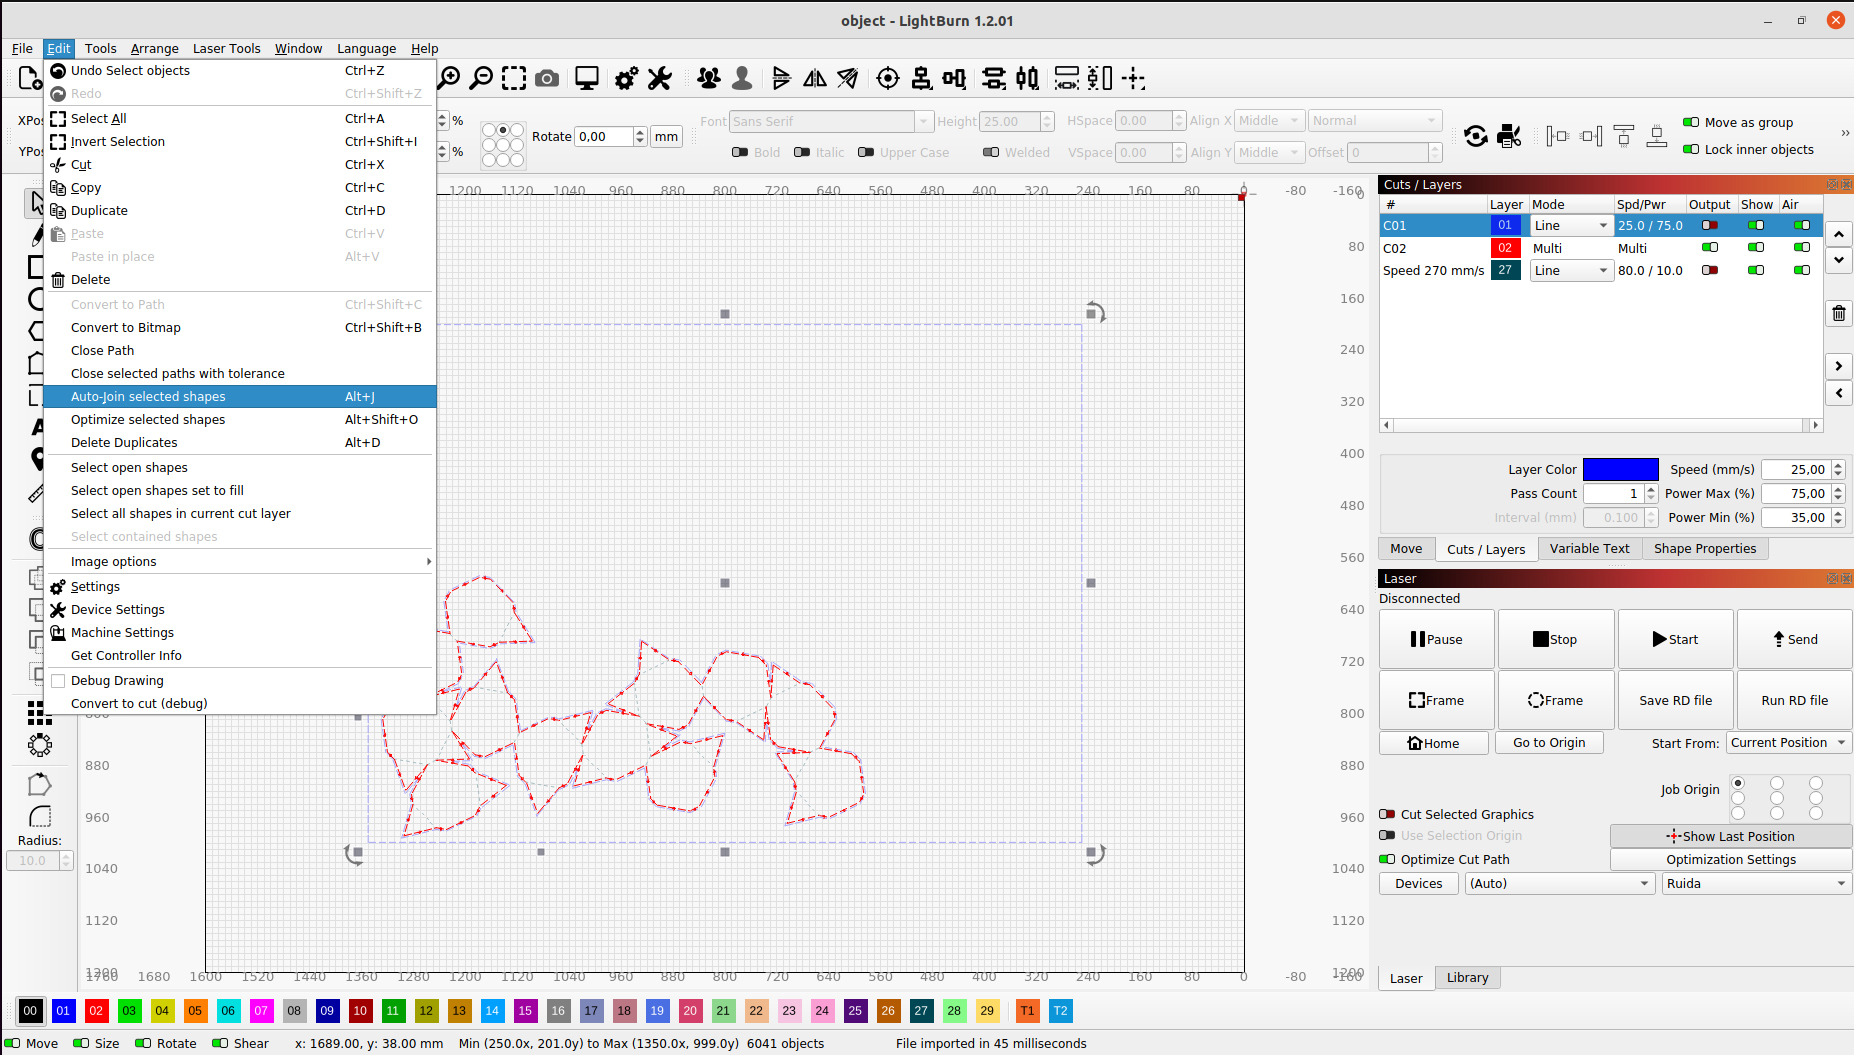 object - LightBurn 1.2.01
File Edit Tools Arrange Laser Tools Window Language Help
Undo Select objects Ctrl+Z
Redo Ctrl+Shift+Z
Select All Ctrl+A
Invert Selection Ctrl+Shift+I
Cut Ctrl+X
Copy Ctrl+C
Duplicate Ctrl+D
Paste Ctrl+V
Paste in place Alt+V
Delete
Convert to Path Ctrl+Shift+C
Convert to Bitmap Ctrl+Shift+B
Close Path
Close selected paths with tolerance
Auto-Join selected shapes Alt+J
Optimize selected shapes Alt+Shift+O
Delete Duplicates Alt+D
Select open shapes
Select open shapes set to fill
Select all shapes in current cut layer
Select contained shapes
Image options
Settings
Device Settings
Machine Settings
Get Controller Info
Debug Drawing
Convert to cut (debug)
XPos
YPos
%
%
Rotate 0,00 mm
Font Sans Serif Height 25.00 HSpace 0.00 Align X Middle Normal
Bold Italic Upper Case Welded VSpace 0.00 Align Y Middle Offset 0
Move as group
Lock inner objects
1200 1120 1040 960 880 800 720 640 560 480 400 320 240 160 80 0 -80 -160
0
80
160
240
320
400
480
560
640
720
800
880
960
1040
1120
1200
800
880
960
1040
1120
1200
1760 1680 1600 1520 1440 1360 1280 1200 1120 1040 960 880 800 720 640 560 480 400 320 240 160 80 0 -80 -160
Radius:
10.0
Cuts / Layers
# Layer Mode Spd/Pwr Output Show Air
C01 01 Line 25.0 / 75.0
C02 02 Multi Multi
Speed 270 mm/s 27 Line 80.0 / 10.0
Layer Color Speed (mm/s) 25,00
Pass Count 1 Power Max (%) 75,00
Interval (mm) 0.100 Power Min (%) 35,00
Move Cuts / Layers Variable Text Shape Properties
Laser
Disconnected
Pause Stop Start Send
Frame Frame Save RD file Run RD file
Home Go to Origin Start From: Current Position
Job Origin
Cut Selected Graphics
Use Selection Origin Show Last Position
Optimize Cut Path Optimization Settings
Devices (Auto) Ruida
Laser Library
00 01 02 03 04 05 06 07 08 09 10 11 12 13 14 15 16 17 18 19 20 21 22 23 24 25 26 27 28 29 T1 T2
Move Size Rotate Shear x: 1689.00, y: 38.00 mm Min (250.0x, 201.0y) to Max (1350.0x, 999.0y) 6041 objects File imported in 45 milliseconds